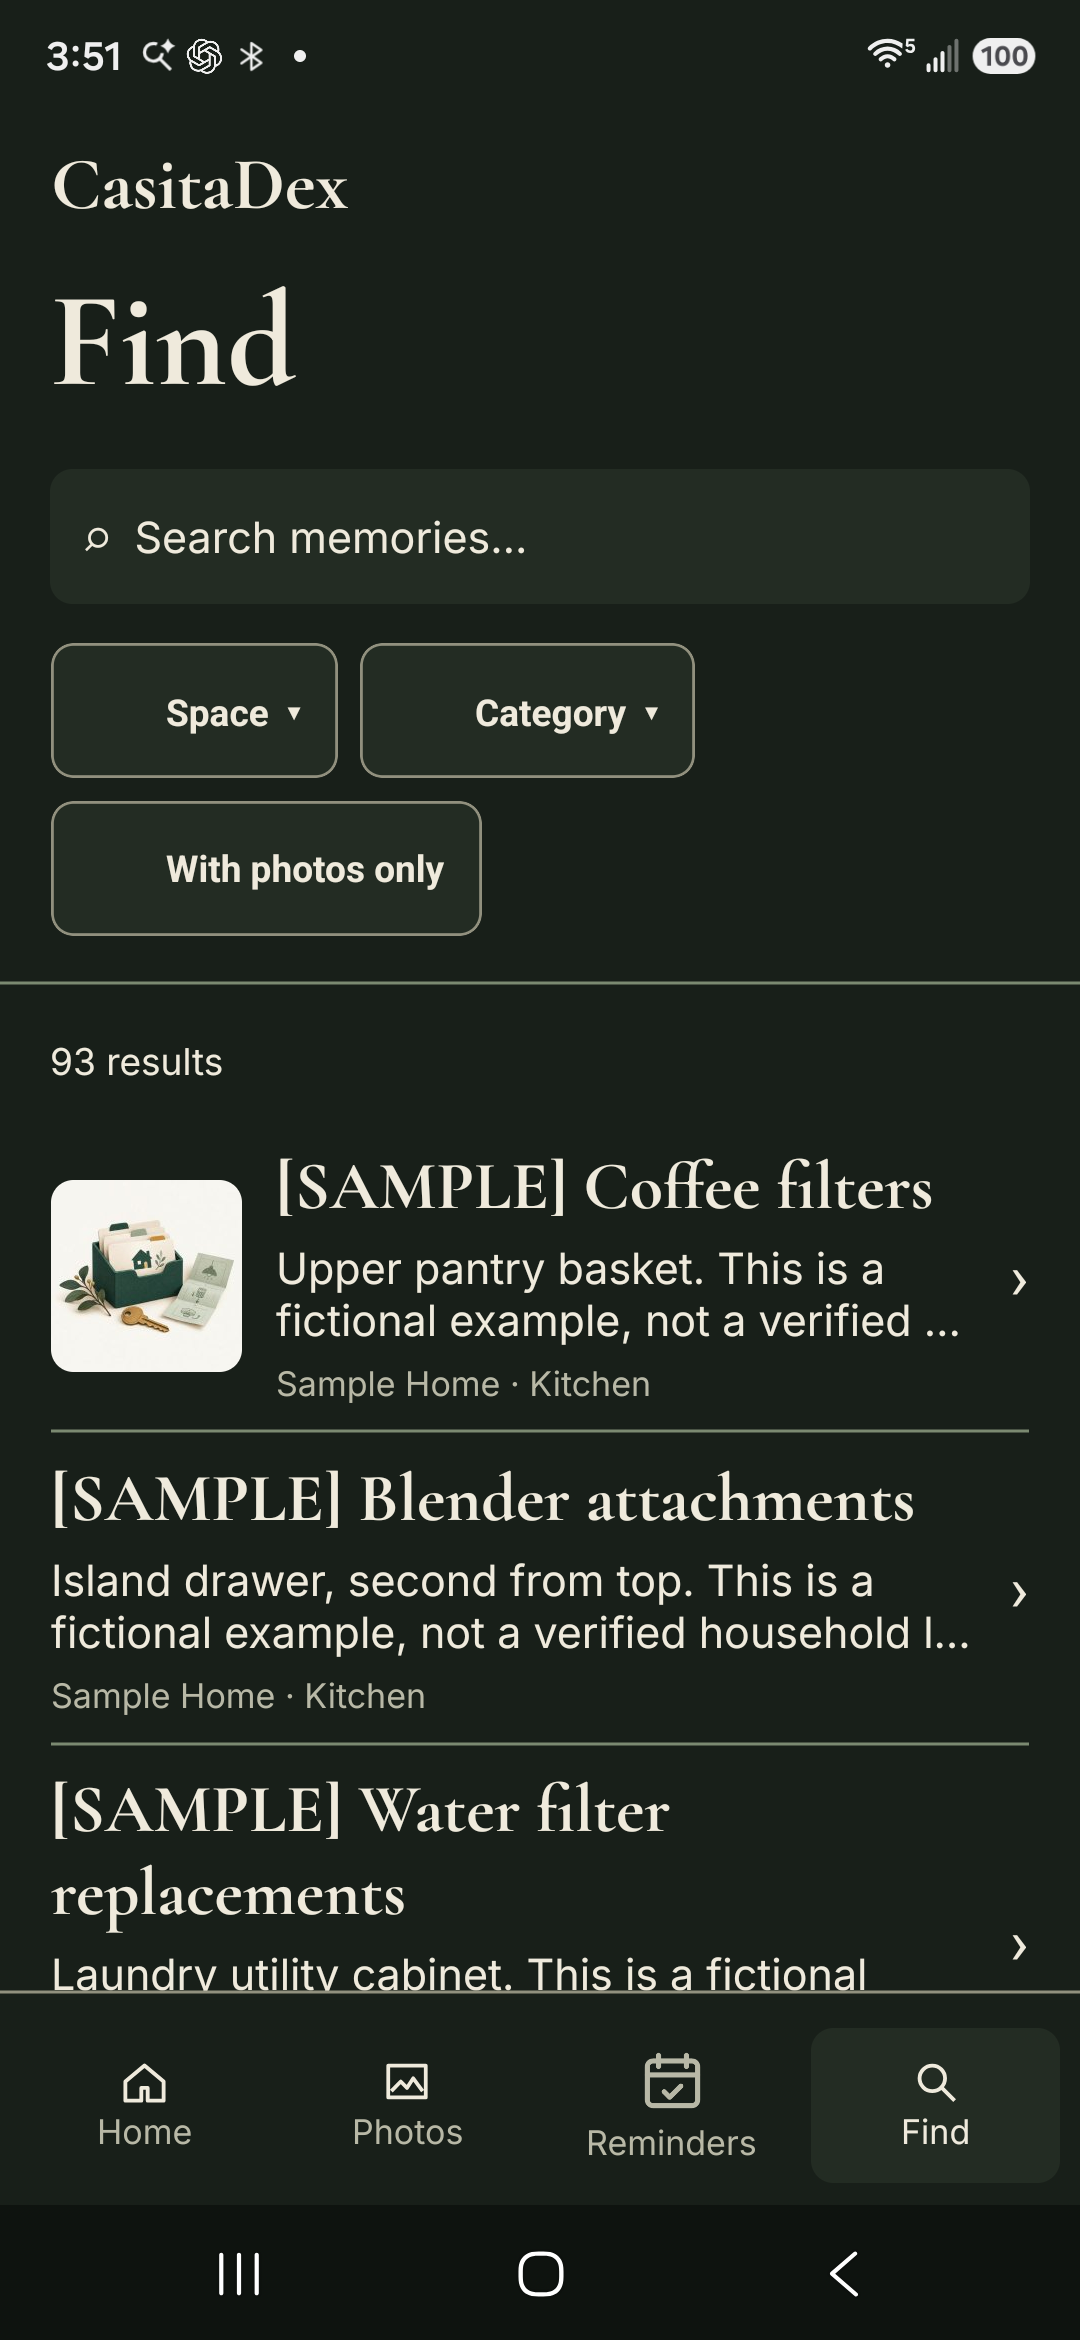 3:51
5
100
CasitaDex
Find
Search memories...
Space ▾
Category ▾
With photos only
93 results
[SAMPLE] Coffee filters
Upper pantry basket. This is a
fictional example, not a verified ...
Sample Home · Kitchen
[SAMPLE] Blender attachments
Island drawer, second from top. This is a
fictional example, not a verified household l...
Sample Home · Kitchen
[SAMPLE] Water filter
replacements
Laundry utility cabinet. This is a fictional
Home
Photos
Reminders
Find